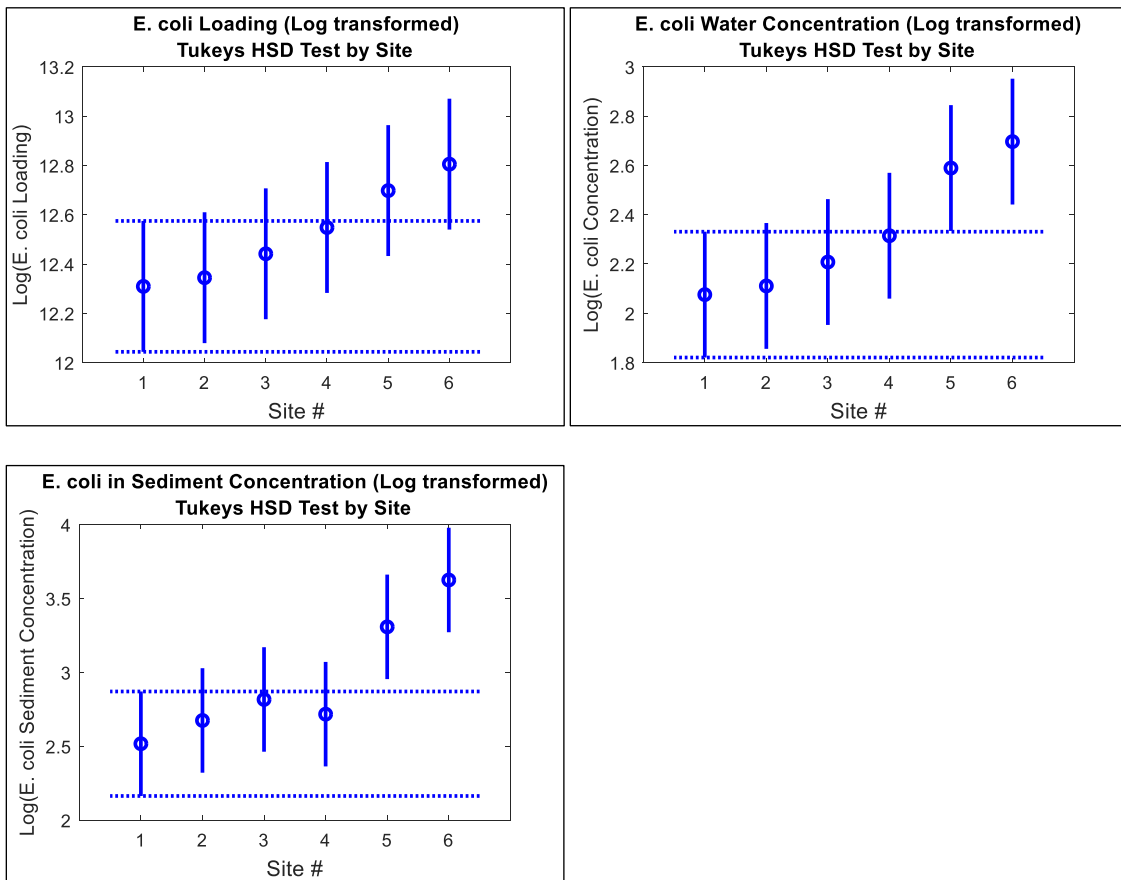 E. coli Loading (Log transformed)
Tukeys HSD Test by Site
Log(E. coli Loading)
13.2
13
12.8
12.6
12.4
12.2
12
1 2 3 4 5 6
Site #
E. coli Water Concentration (Log transformed)
Tukeys HSD Test by Site
Log(E. coli Concentration)
3
2.8
2.6
2.4
2.2
2
1.8
1 2 3 4 5 6
Site #
E. coli in Sediment Concentration (Log transformed)
Tukeys HSD Test by Site
Log(E. coli Sediment Concentration)
4
3.5
3
2.5
2
1 2 3 4 5 6
Site #